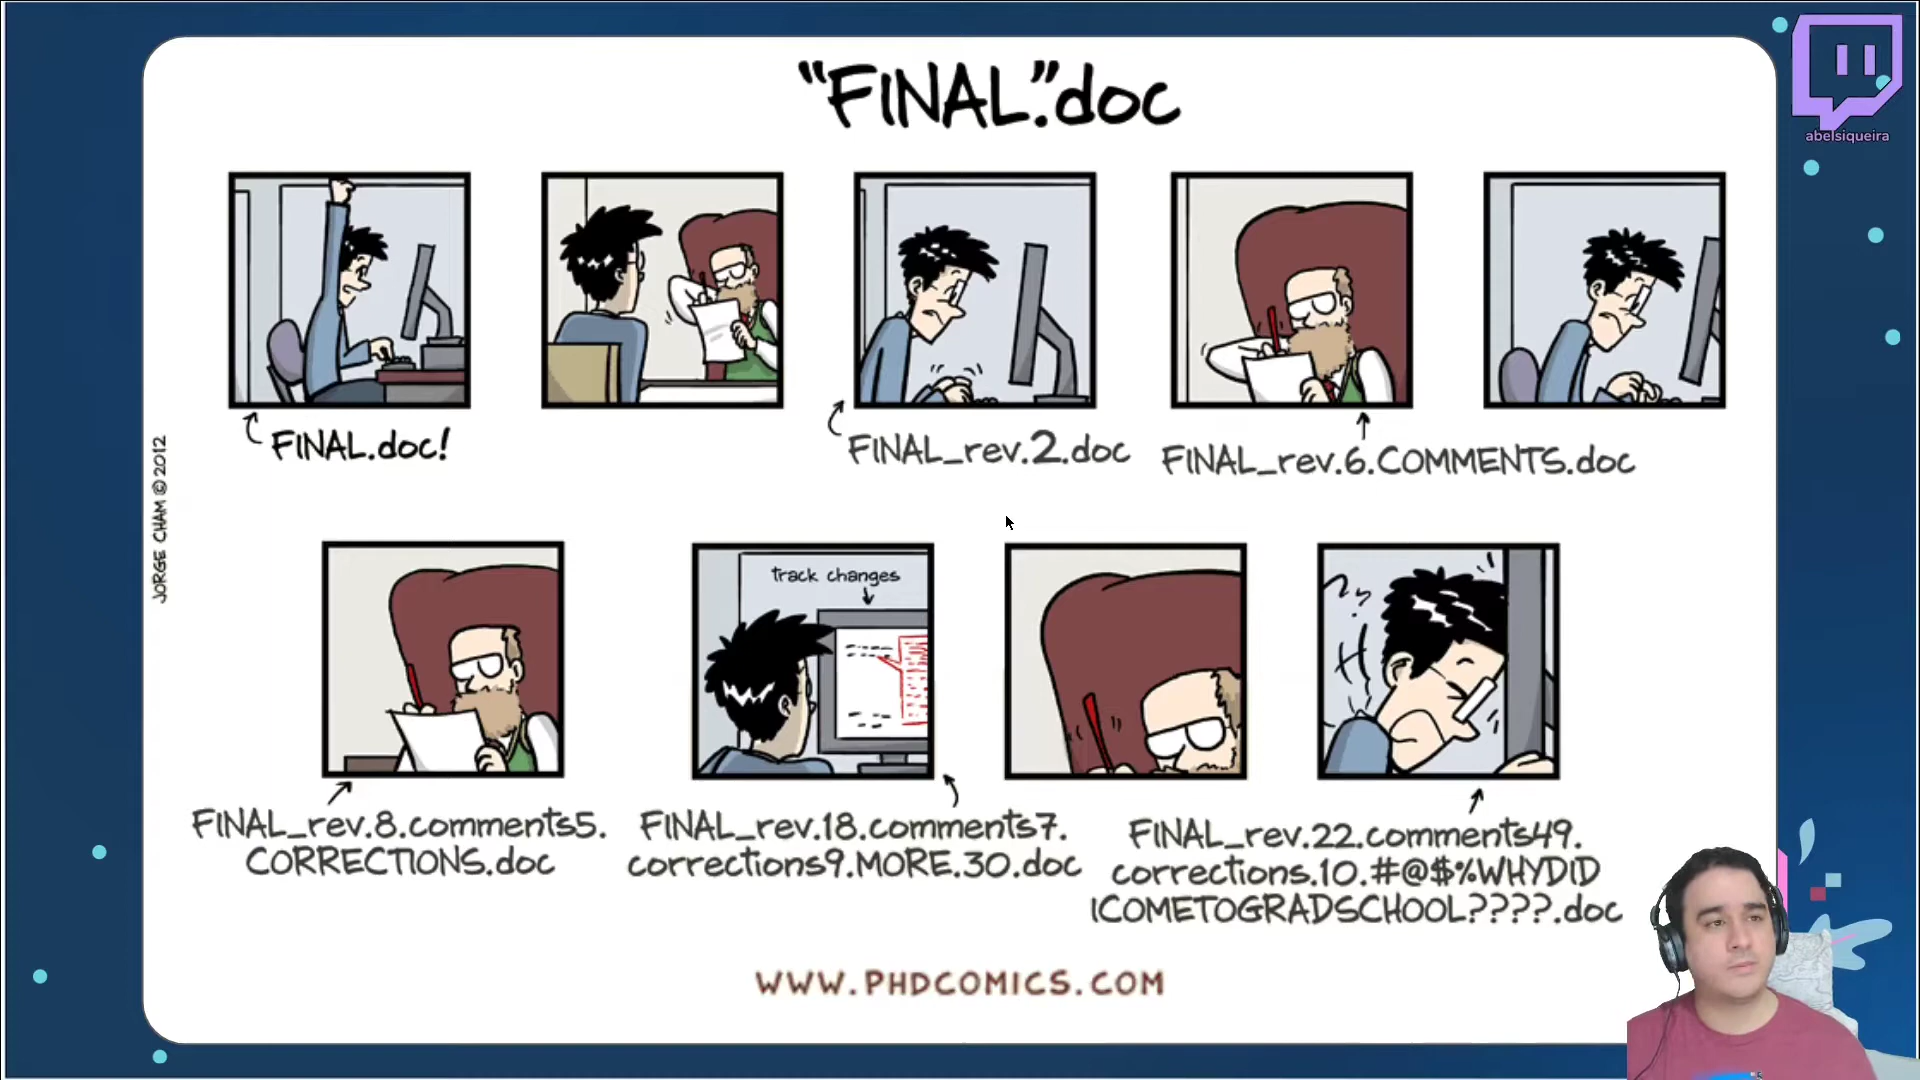 "FINAL".doc
abelsiqueira
FINAL.doc!
FINAL_rev.2.doc
FINAL_rev.6.COMMENTS.doc
JORGE CHAM © 2012
track changes
FINAL_rev.8.comments5.
CORRECTIONS.doc
FINAL_rev.18.comments7.
corrections9.MORE.30.doc
FINAL_rev.22.comments49.
corrections.10.#@$%WHYDID
ICOMETOGRADSCHOOL????.doc
WWW.PHDCOMICS.COM